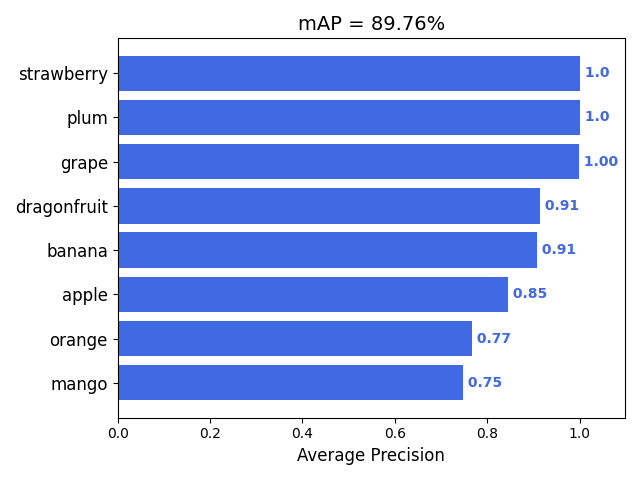 mAP = 89.76%
strawberry 1.0
plum 1.0
grape 1.00
dragonfruit 0.91
banana 0.91
apple 0.85
orange 0.77
mango 0.75
0.0 0.2 0.4 0.6 0.8 1.0
Average Precision